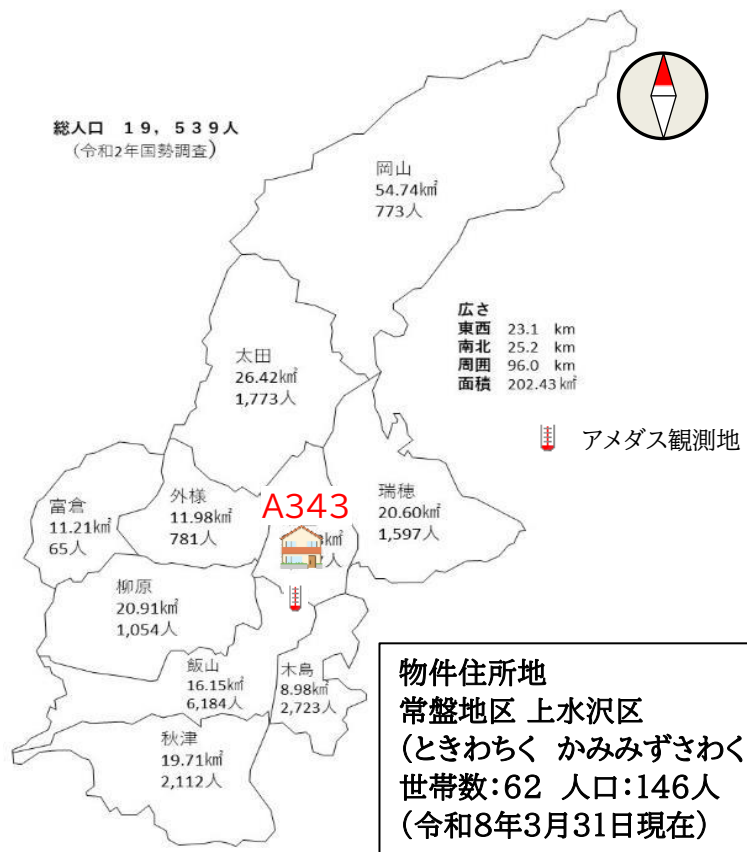 総人口 19,539人
(令和2年国勢調査)
岡山
54.74㎢
773人
広さ
東西 23.1 km
南北 25.2 km
周囲 96.0 km
面積 202.43㎢
アメダス観測地
太田
26.42㎢
1,773人
富倉
11.21㎢
65人
外様
11.98㎢
781人
A343
㎢
人
瑞穂
20.60㎢
1,597人
柳原
20.91㎢
1,054人
飯山
16.15㎢
6,184人
木島
8.98㎢
2,723人
秋津
19.71㎢
2,112人
物件住所地
常盤地区 上水沢区
(ときわちく かみみずさわく
世帯数:62 人口:146人
(令和8年3月31日現在)